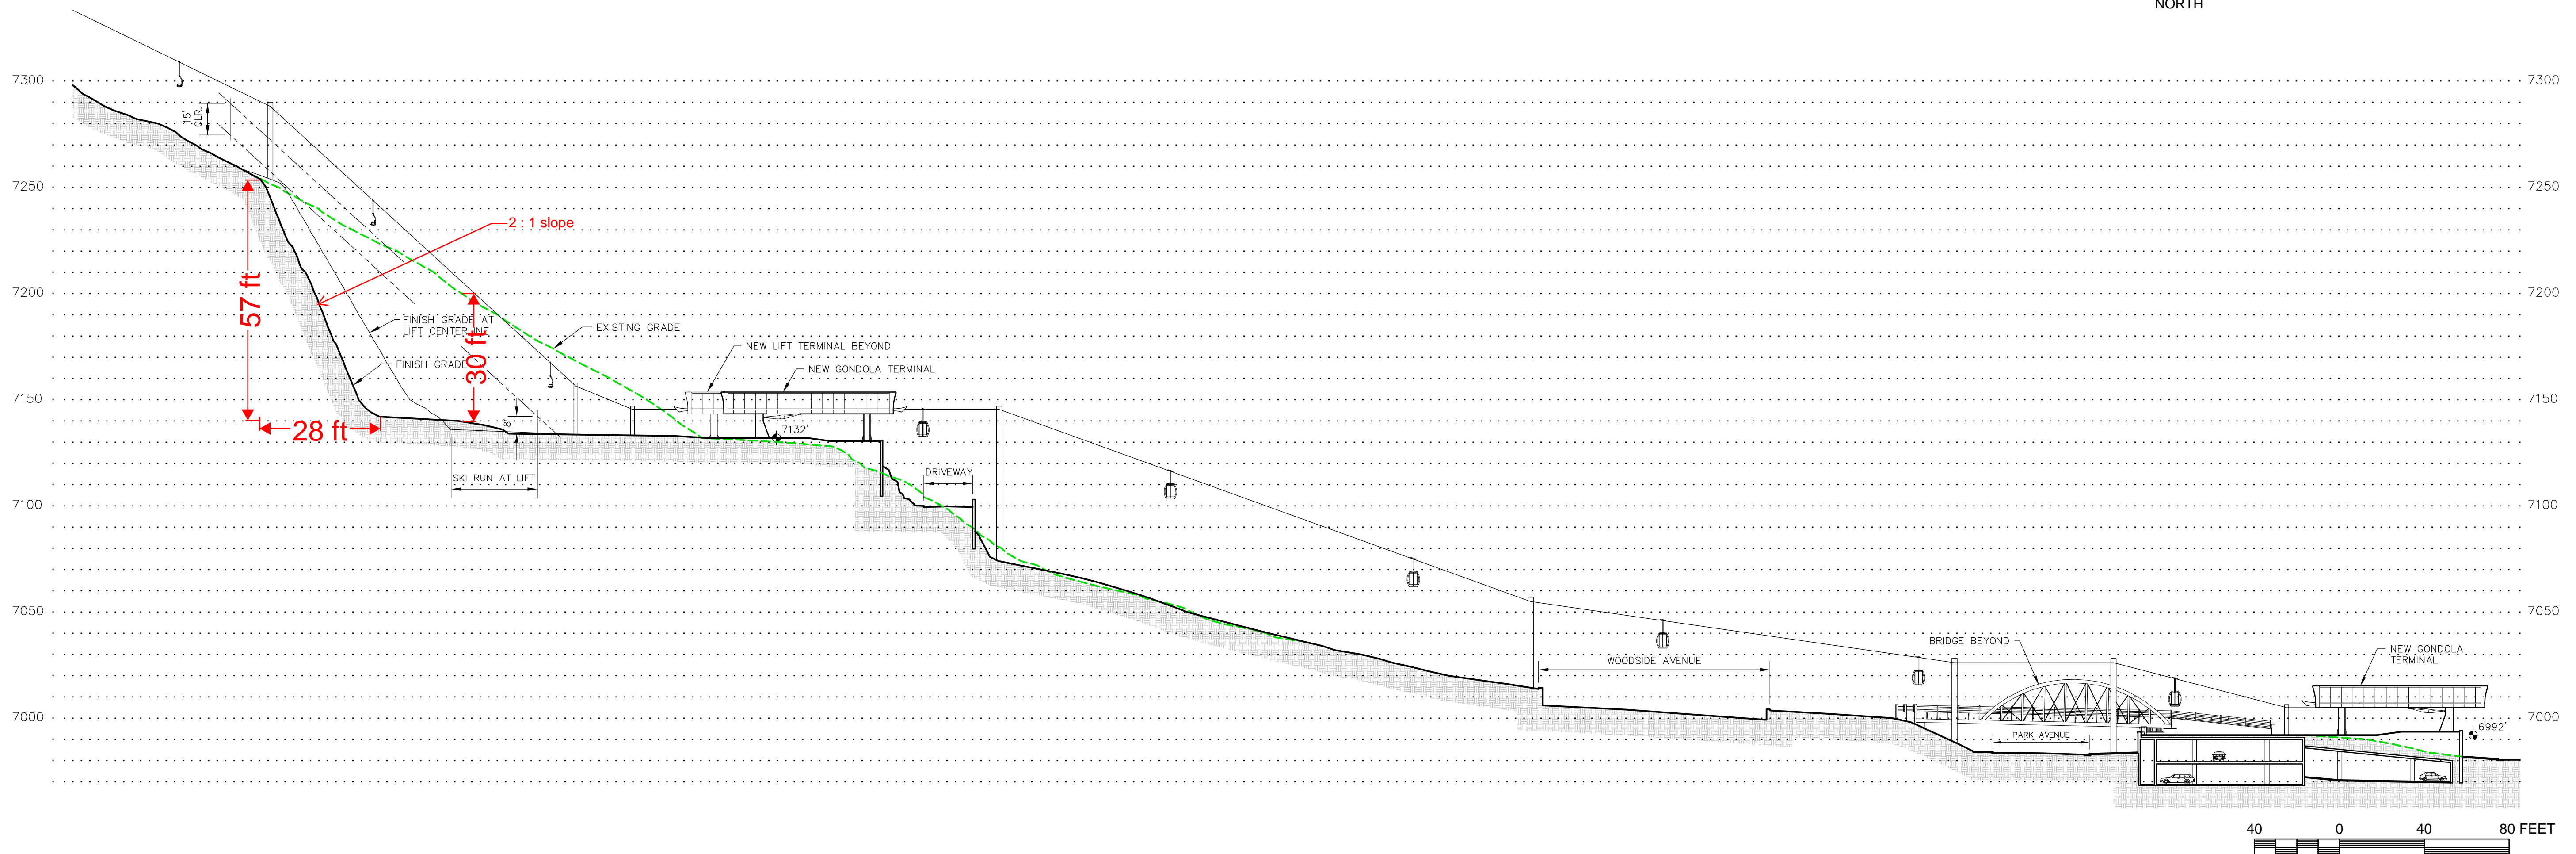 NORTH
7300
7300
15'
CLR.
7250
7250
2 : 1 slope
57 ft
7200
7200
FINISH GRADE AT
LIFT CENTERLINE
EXISTING GRADE
30 ft
NEW LIFT TERMINAL BEYOND
FINISH GRADE
NEW GONDOLA TERMINAL
7150
7150
8'
28 ft
7132'
SKI RUN AT LIFT
DRIVEWAY
7100
7100
7050
7050
WOODSIDE AVENUE
BRIDGE BEYOND
NEW GONDOLA
TERMINAL
7000
7000
PARK AVENUE
6992'
40 0 40 80 FEET